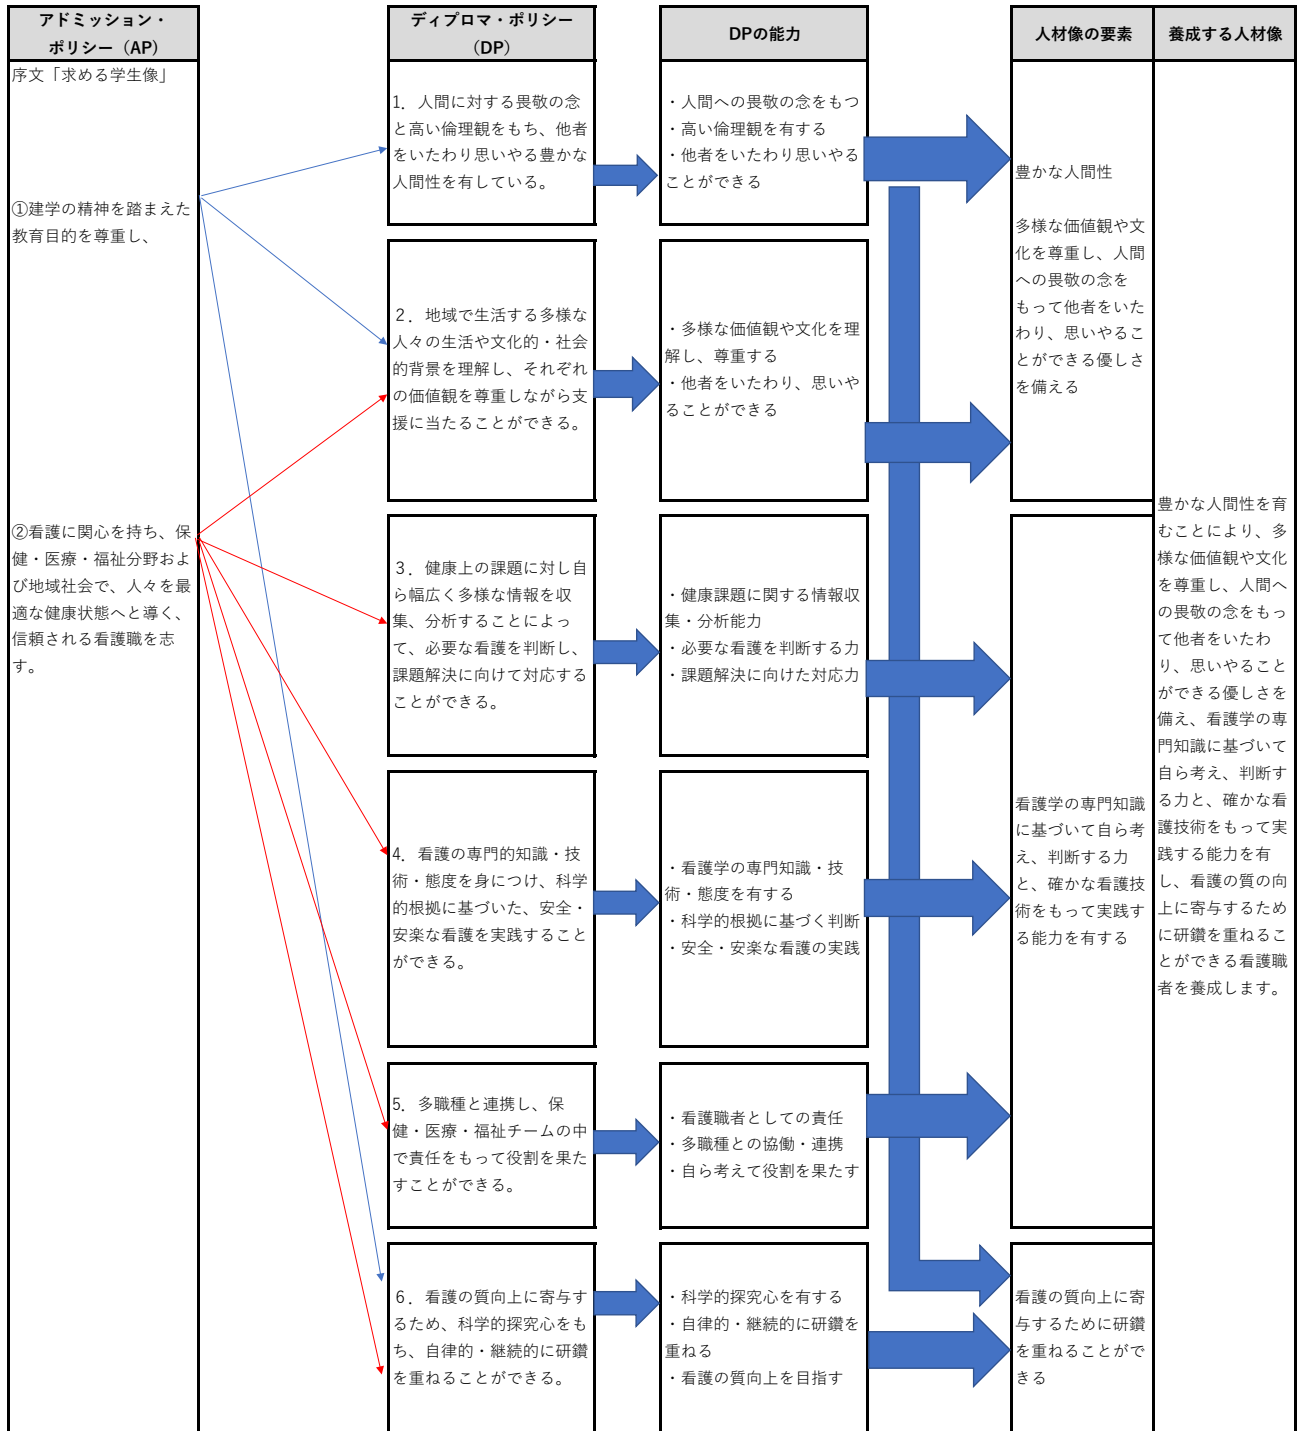 アドミッション・
ポリシー（AP）
ディプロマ・ポリシー
（DP）
DPの能力
人材像の要素
養成する人材像
序文「求める学生像」
①建学の精神を踏まえた
教育目的を尊重し、
②看護に関心を持ち、保
健・医療・福祉分野およ
び地域社会で、人々を最
適な健康状態へと導く、
信頼される看護職を志
す。
1．人間に対する畏敬の念
と高い倫理観をもち、他者
をいたわり思いやる豊かな
人間性を有している。
２．地域で生活する多様な
人々の生活や文化的・社会
的背景を理解し、それぞれ
の価値観を尊重しながら支
援に当たることができる。
３．健康上の課題に対し自
ら幅広く多様な情報を収
集、分析することによっ
て、必要な看護を判断し、
課題解決に向けて対応する
ことができる。
4．看護の専門的知識・技
術・態度を身につけ、科学
的根拠に基づいた、安全・
安楽な看護を実践すること
ができる。
5．多職種と連携し、保
健・医療・福祉チームの中
で責任をもって役割を果た
すことができる。
６．看護の質向上に寄与す
るため、科学的探究心をも
ち、自律的・継続的に研鑽
を重ねることができる。
・人間への畏敬の念をもつ
・高い倫理観を有する
・他者をいたわり思いやる
ことができる
・多様な価値観や文化を理
解し、尊重する
・他者をいたわり、思いや
ることができる
・健康課題に関する情報収
集・分析能力
・必要な看護を判断する力
・課題解決に向けた対応力
・看護学の専門知識・技
術・態度を有する
・科学的根拠に基づく判断
・安全・安楽な看護の実践
・看護職者としての責任
・多職種との協働・連携
・自ら考えて役割を果たす
・科学的探究心を有する
・自律的・継続的に研鑽を
重ねる
・看護の質向上を目指す
豊かな人間性
多様な価値観や文
化を尊重し、人間
への畏敬の念を
もって他者をいた
わり、思いやるこ
とができる優しさ
を備える
看護学の専門知識
に基づいて自ら考
え、判断する力
と、確かな看護技
術をもって実践す
る能力を有する
看護の質向上に寄
与するために研鑽
を重ねることがで
きる
豊かな人間性を育
むことにより、多
様な価値観や文化
を尊重し、人間へ
の畏敬の念をもっ
て他者をいたわ
り、思いやること
ができる優しさを
備え、看護学の専
門知識に基づいて
自ら考え、判断す
る力と、確かな看
護技術をもって実
践する能力を有
し、看護の質の向
上に寄与するため
に研鑽を重ねるこ
とができる看護職
者を養成します。